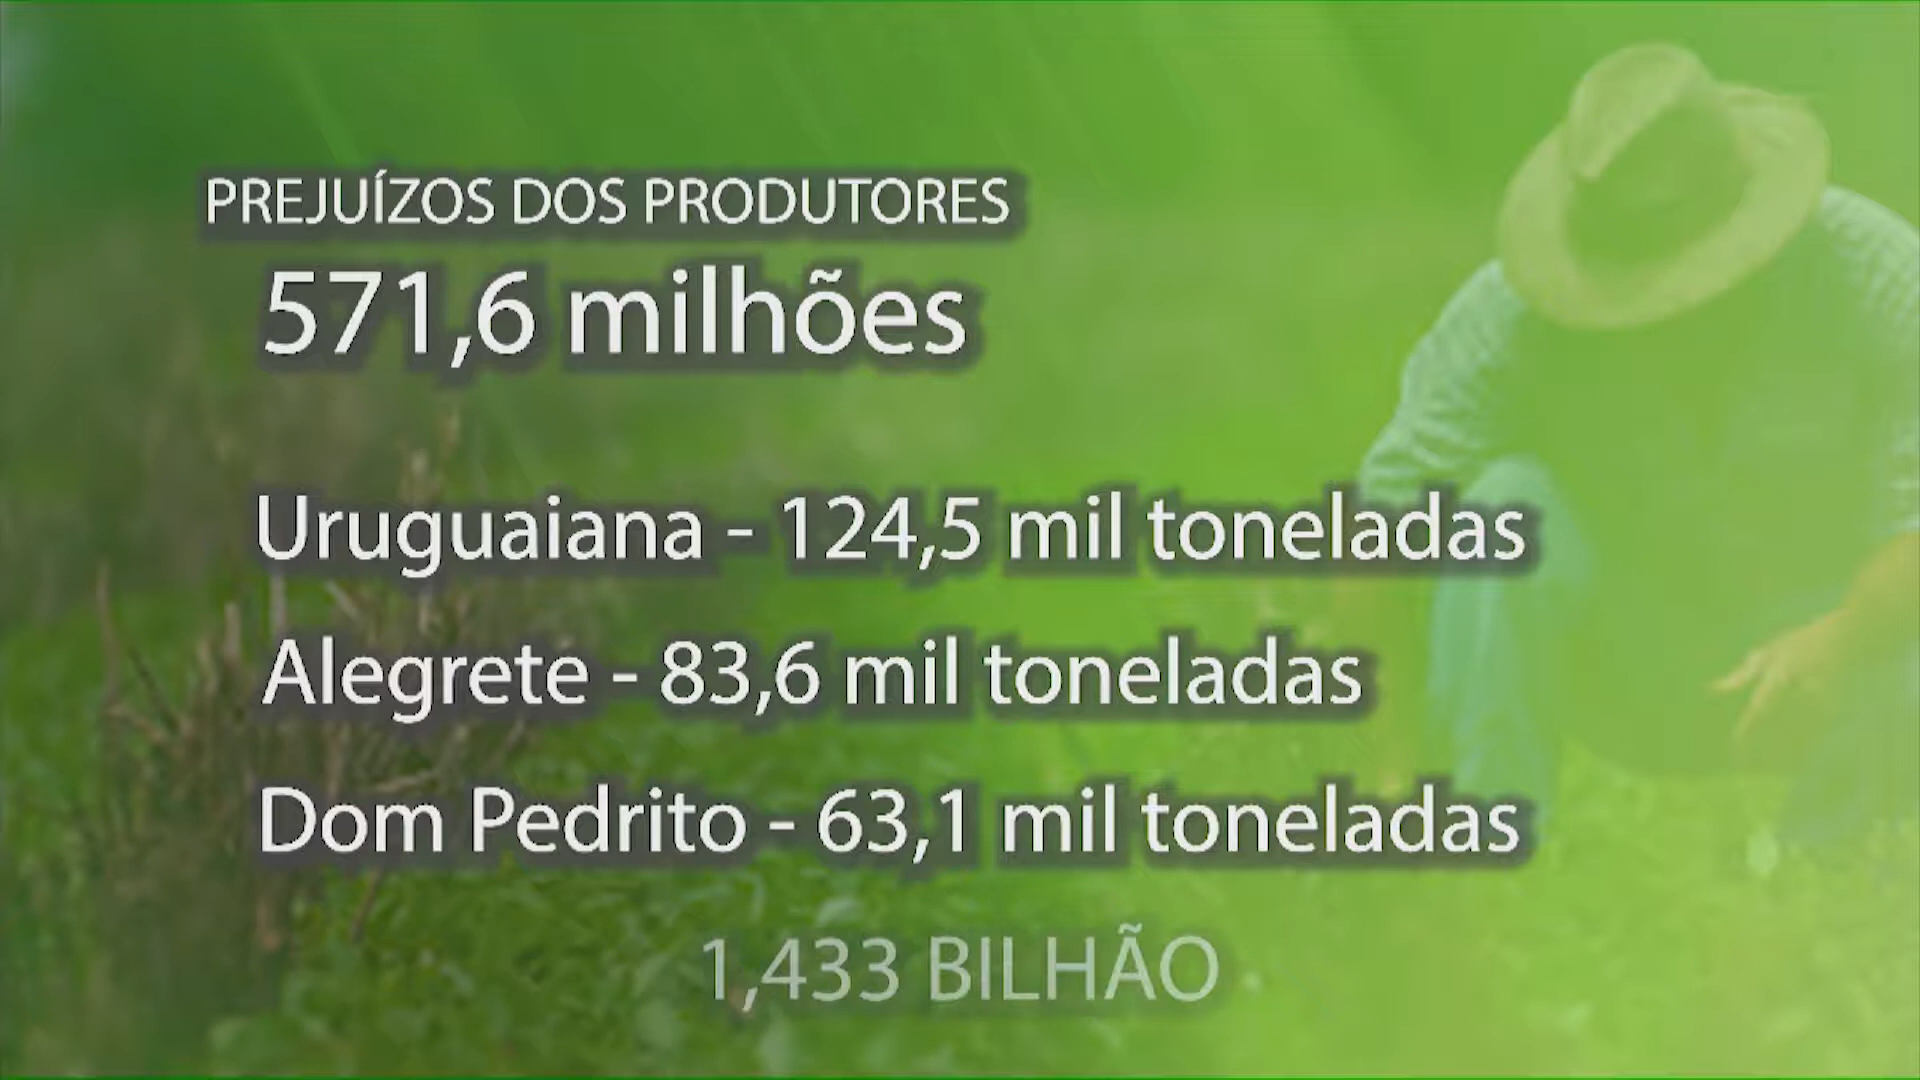 PREJUÍZOS DOS PRODUTORES
571,6 milhões
Uruguaiana - 124,5 mil toneladas
Alegrete - 83,6 mil toneladas
Dom Pedrito - 63,1 mil toneladas
1,433 BILHÃO